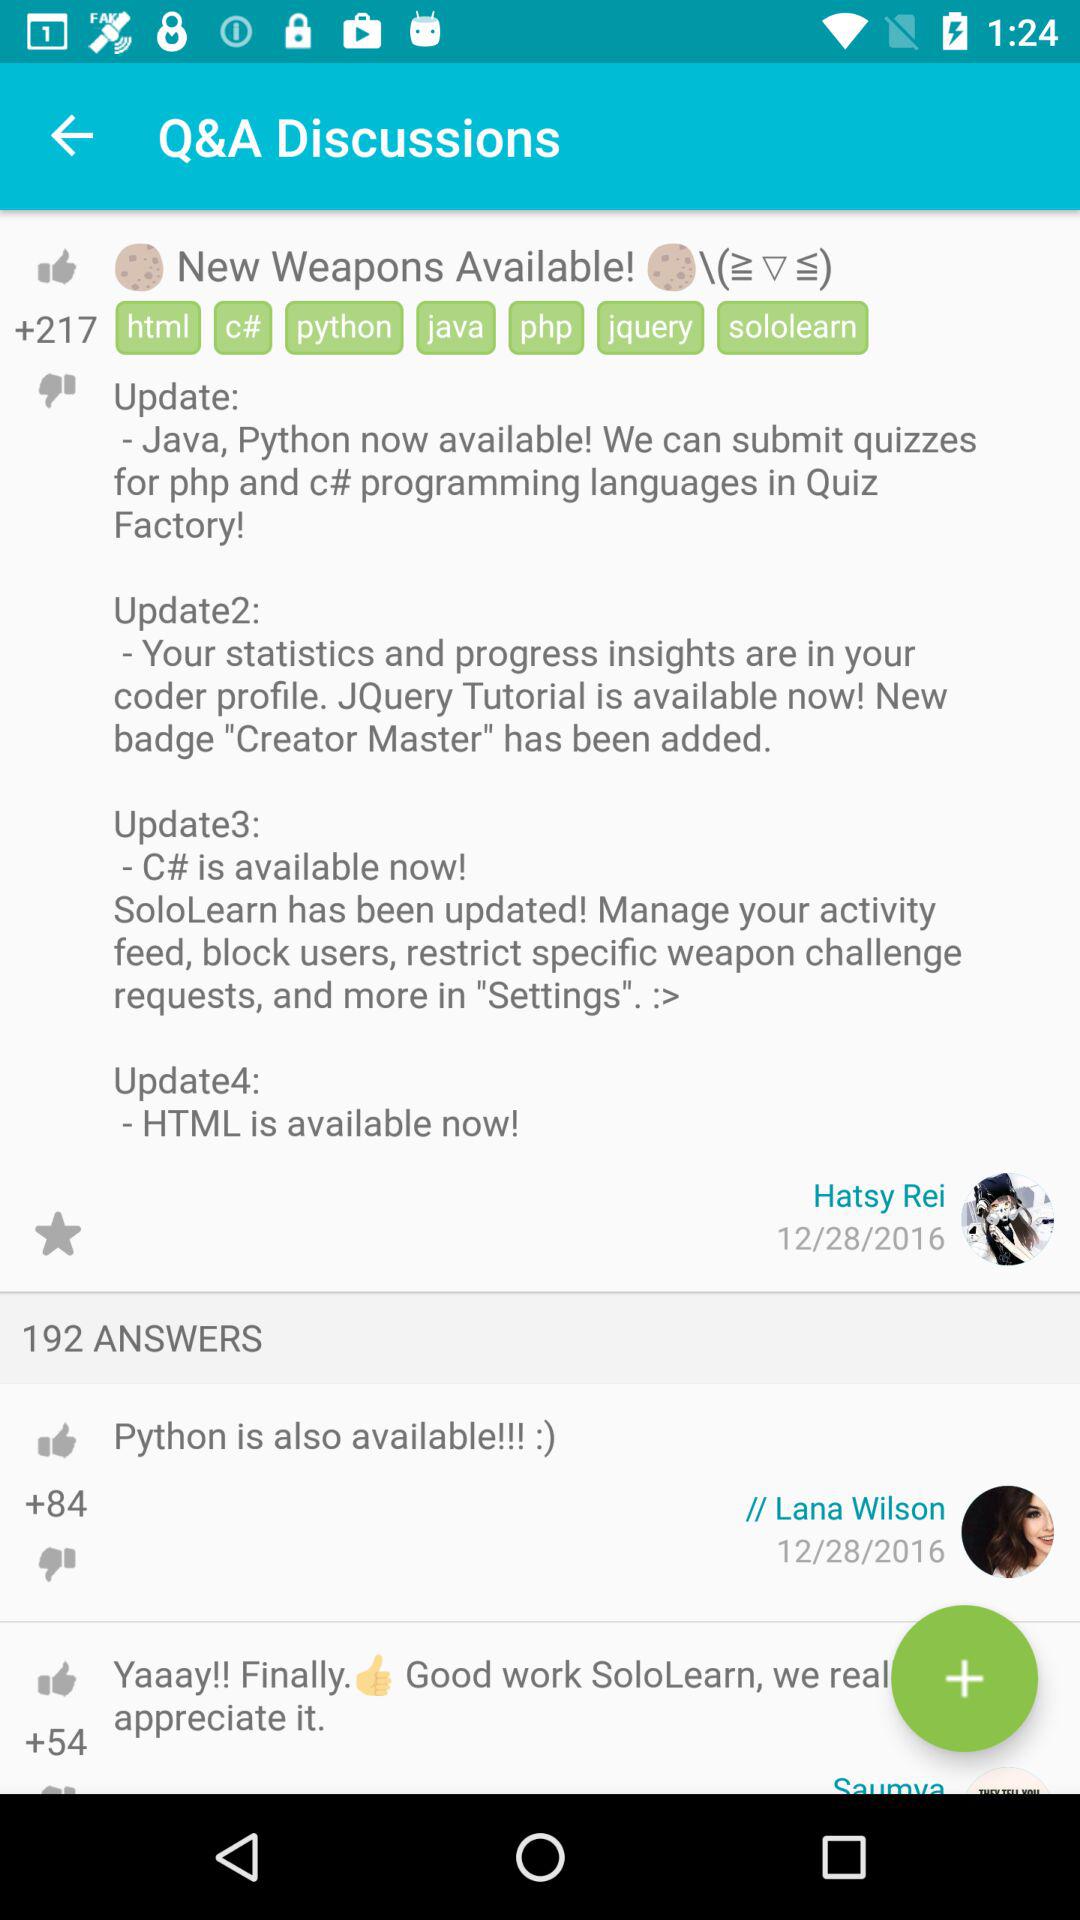 1:24
Q&A Discussions
New Weapons Available! \(≧▽≦)
+217
html c# python java php jquery sololearn
Update:
- Java, Python now available! We can submit quizzes
for php and c# programming languages in Quiz
Factory!
Update2:
- Your statistics and progress insights are in your
coder profile. JQuery Tutorial is available now! New
badge "Creator Master" has been added.
Update3:
- C# is available now!
SoloLearn has been updated! Manage your activity
feed, block users, restrict specific weapon challenge
requests, and more in "Settings". :>
Update4:
- HTML is available now!
Hatsy Rei
12/28/2016
192 ANSWERS
Python is also available!!! :)
+84
// Lana Wilson
12/28/2016
Yaaay!! Finally. Good work SoloLearn, we real
appreciate it.
+54
Saumya
THEY TELL YOU